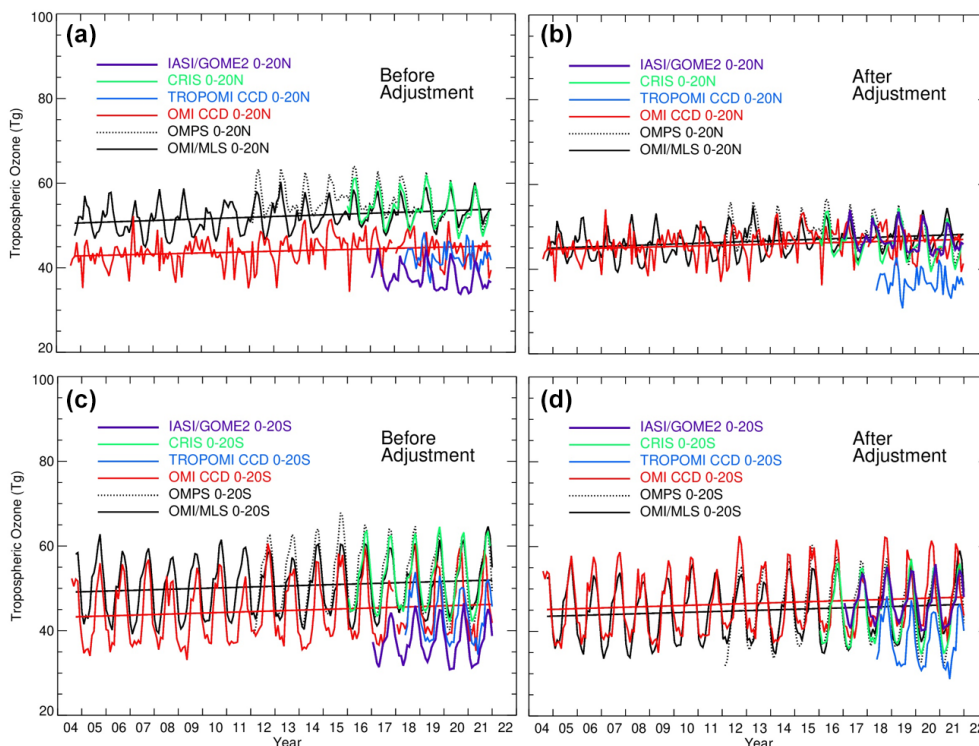 (a)
IASI/GOME2 0-20N
CRIS 0-20N
TROPOMI CCD 0-20N
OMI CCD 0-20N
OMPS 0-20N
OMI/MLS 0-20N
Before
Adjustment
100
80
60
40
20
Tropospheric Ozone (Tg)
(b)
IASI/GOME2 0-20N
CRIS 0-20N
TROPOMI CCD 0-20N
OMI CCD 0-20N
OMPS 0-20N
OMI/MLS 0-20N
After
Adjustment
(c)
IASI/GOME2 0-20S
CRIS 0-20S
TROPOMI CCD 0-20S
OMI CCD 0-20S
OMPS 0-20S
OMI/MLS 0-20S
Before
Adjustment
100
80
60
40
20
Tropospheric Ozone (Tg)
04 05 06 07 08 09 10 11 12 13 14 15 16 17 18 19 20 21 22
Year
(d)
IASI/GOME2 0-20S
CRIS 0-20S
TROPOMI CCD 0-20S
OMI CCD 0-20S
OMPS 0-20S
OMI/MLS 0-20S
After
Adjustment
04 05 06 07 08 09 10 11 12 13 14 15 16 17 18 19 20 21 22
Year